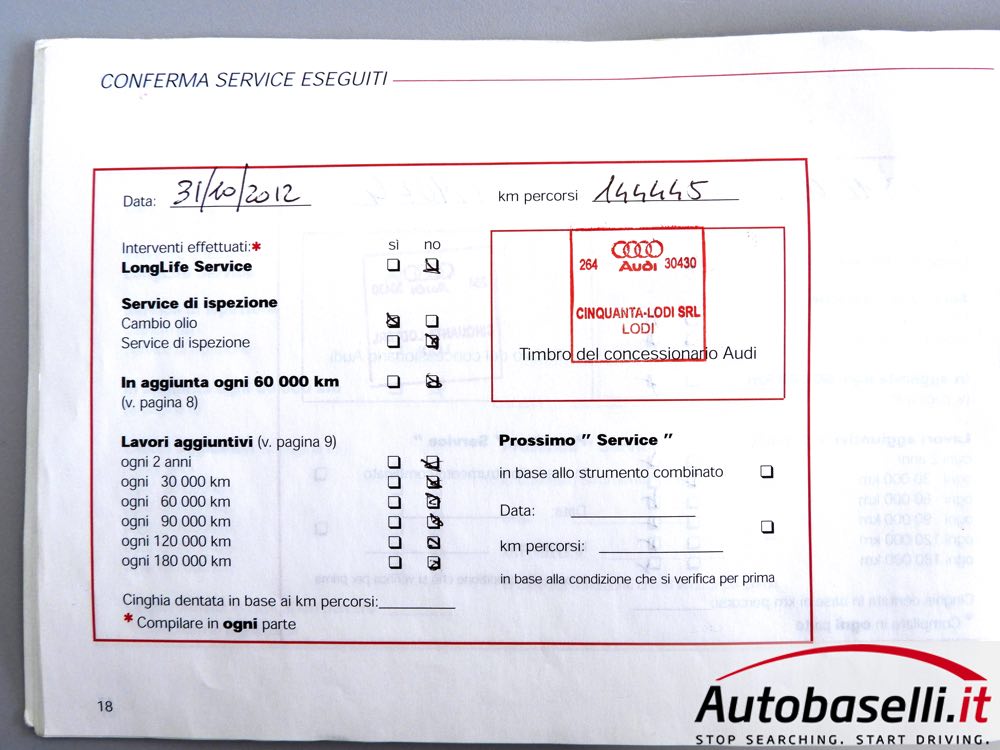 CONFERMA SERVICE ESEGUITI
Data: 31/10/2012
km percorsi 144445
Interventi effettuati:*
sì no
LongLife Service
Service di ispezione
Cambio olio
Service di ispezione
In aggiunta ogni 60 000 km
(v. pagina 8)
Lavori aggiuntivi (v. pagina 9)
ogni 2 anni
ogni 30 000 km
ogni 60 000 km
ogni 90 000 km
ogni 120 000 km
ogni 180 000 km
Cinghia dentata in base ai km percorsi:
* Compilare in ogni parte
264 Audi 30430
CINQUANTA-LODI SRL
LODI
Timbro del concessionario Audi
Prossimo " Service "
in base allo strumento combinato
Data:
km percorsi:
in base alla condizione che si verifica per prima
18
Autobaselli.it
STOP SEARCHING. START DRIVING.